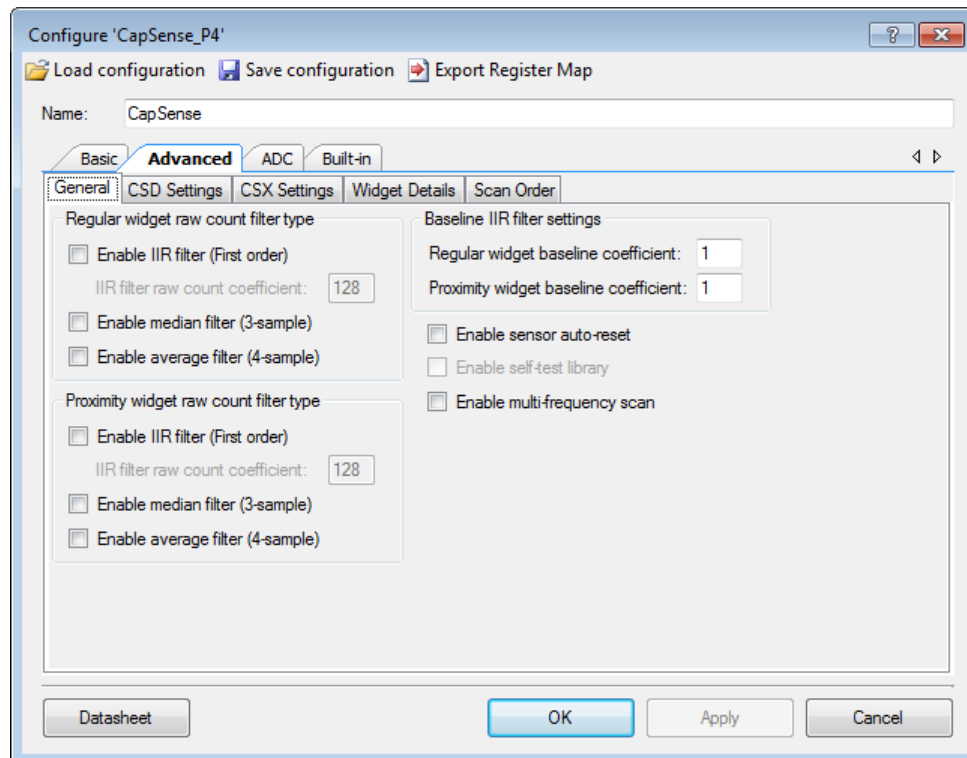 Configure 'CapSense_P4'
Load configuration Save configuration Export Register Map
Name: CapSense
Basic Advanced ADC Built-in
General CSD Settings CSX Settings Widget Details Scan Order
Regular widget raw count filter type
Enable IIR filter (First order)
IIR filter raw count coefficient: 128
Enable median filter (3-sample)
Enable average filter (4-sample)
Proximity widget raw count filter type
Enable IIR filter (First order)
IIR filter raw count coefficient: 128
Enable median filter (3-sample)
Enable average filter (4-sample)
Baseline IIR filter settings
Regular widget baseline coefficient: 1
Proximity widget baseline coefficient: 1
Enable sensor auto-reset
Enable self-test library
Enable multi-frequency scan
Datasheet OK Apply Cancel